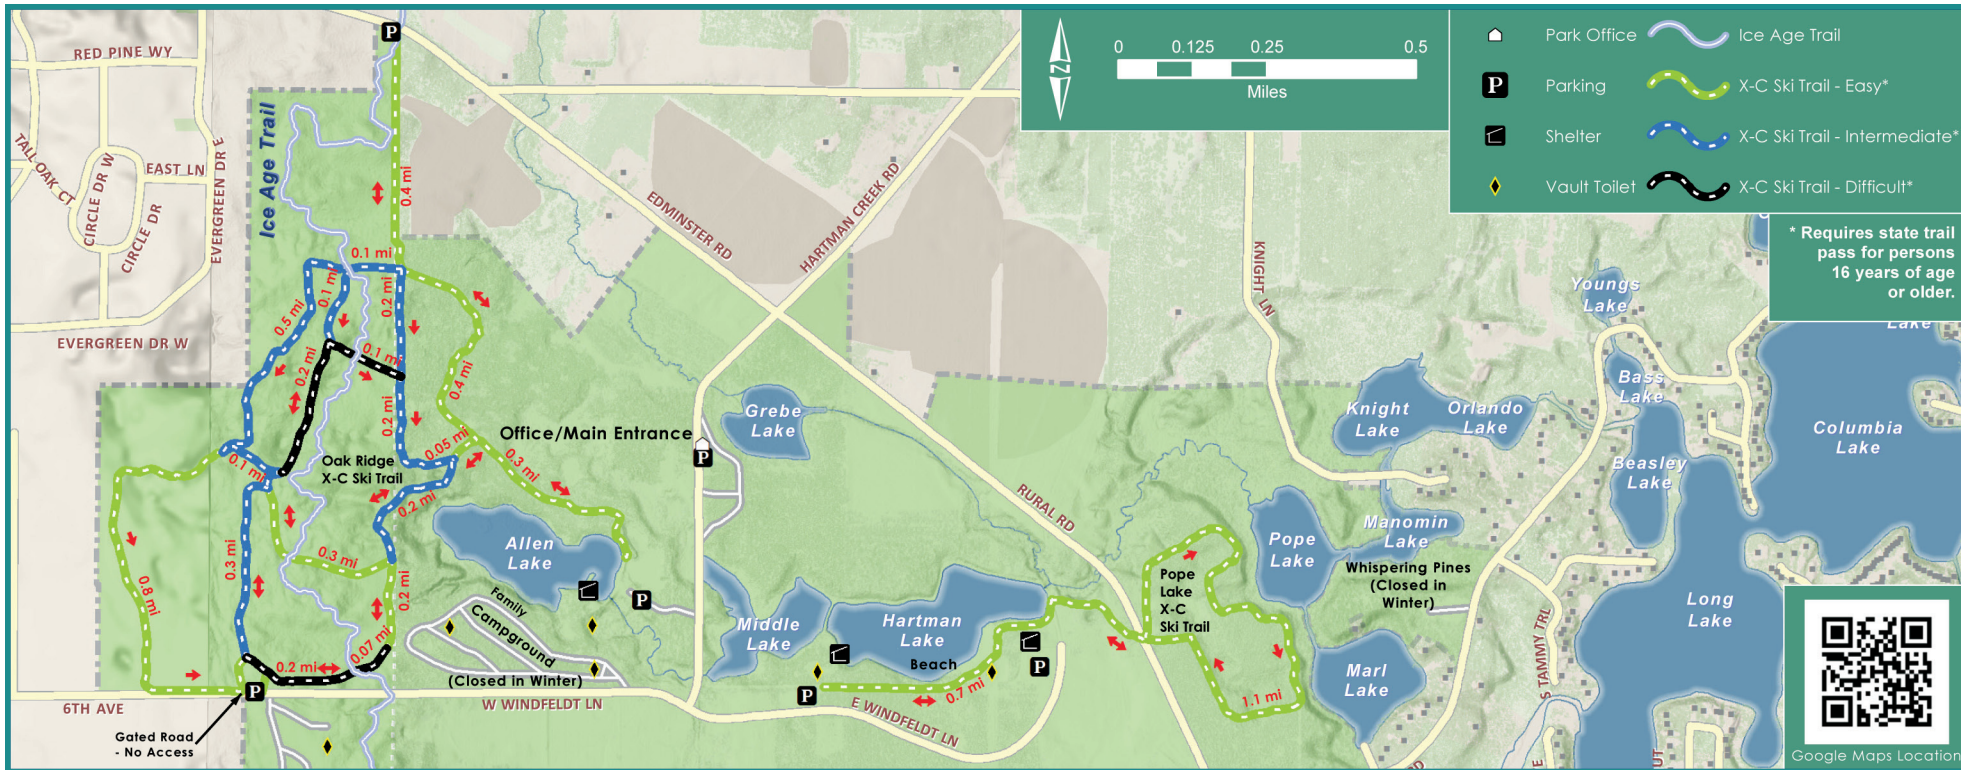 0
0.125
0.25
0.5
Miles
N
Park Office
Ice Age Trail
P
Parking
X-C Ski Trail - Easy*
Shelter
X-C Ski Trail - Intermediate*
Vault Toilet
X-C Ski Trail - Difficult*
* Requires state trail
pass for persons
16 years of age
or older.
P
RED PINE WY
TALL OAK CT
CIRCLE DR W
CIRCLE DR
EAST LN
EVERGREEN DR E
EVERGREEN DR W
Ice Age Trail
0.4 mi
EDMINSTER RD
HARTMAN CREEK RD
KNIGHT LN
0.1 mi
0.1 mi
0.2 mi
0.5 mi
0.1 mi
0.2 mi
0.4 mi
0.2 mi
0.05 mi
0.3 mi
0.1 mi
Oak Ridge
X-C Ski Trail
0.2 mi
0.3 mi
0.3 mi
0.8 mi
0.2 mi
0.07 mi
0.2 mi
Office/Main Entrance
P
Grebe
Lake
Allen
Lake
P
Family
Campground
(Closed in Winter)
Middle
Lake
Hartman
Lake
Beach
P
P
0.7 mi
RURAL RD
Pope
Lake
X-C
Ski Trail
1.1 mi
Pope
Lake
Marl
Lake
Manomin
Lake
Whispering Pines
(Closed in
Winter)
Knight
Lake
Orlando
Lake
Youngs
Lake
Bass
Lake
Beasley
Lake
Lake
Columbia
Lake
Long
Lake
S TAMMY TRL
6TH AVE
P
W WINDFELDT LN
E WINDFELDT LN
Gated Road
- No Access
RD
E
UT
Google Maps Location